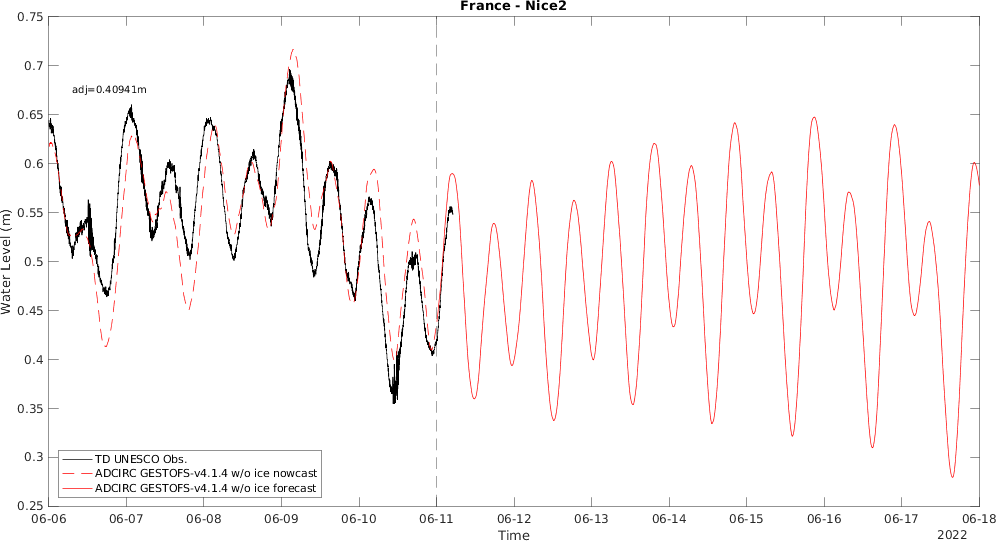 France - Nice2
0.75
0.7
0.65
0.6
0.55
0.5
0.45
0.4
0.35
0.3
0.25
Water Level (m)
adj=0.40941m
TD UNESCO Obs.
ADCIRC GESTOFS-v4.1.4 w/o ice nowcast
ADCIRC GESTOFS-v4.1.4 w/o ice forecast
06-06 06-07 06-08 06-09 06-10 06-11 06-12 06-13 06-14 06-15 06-16 06-17 06-18
Time
2022